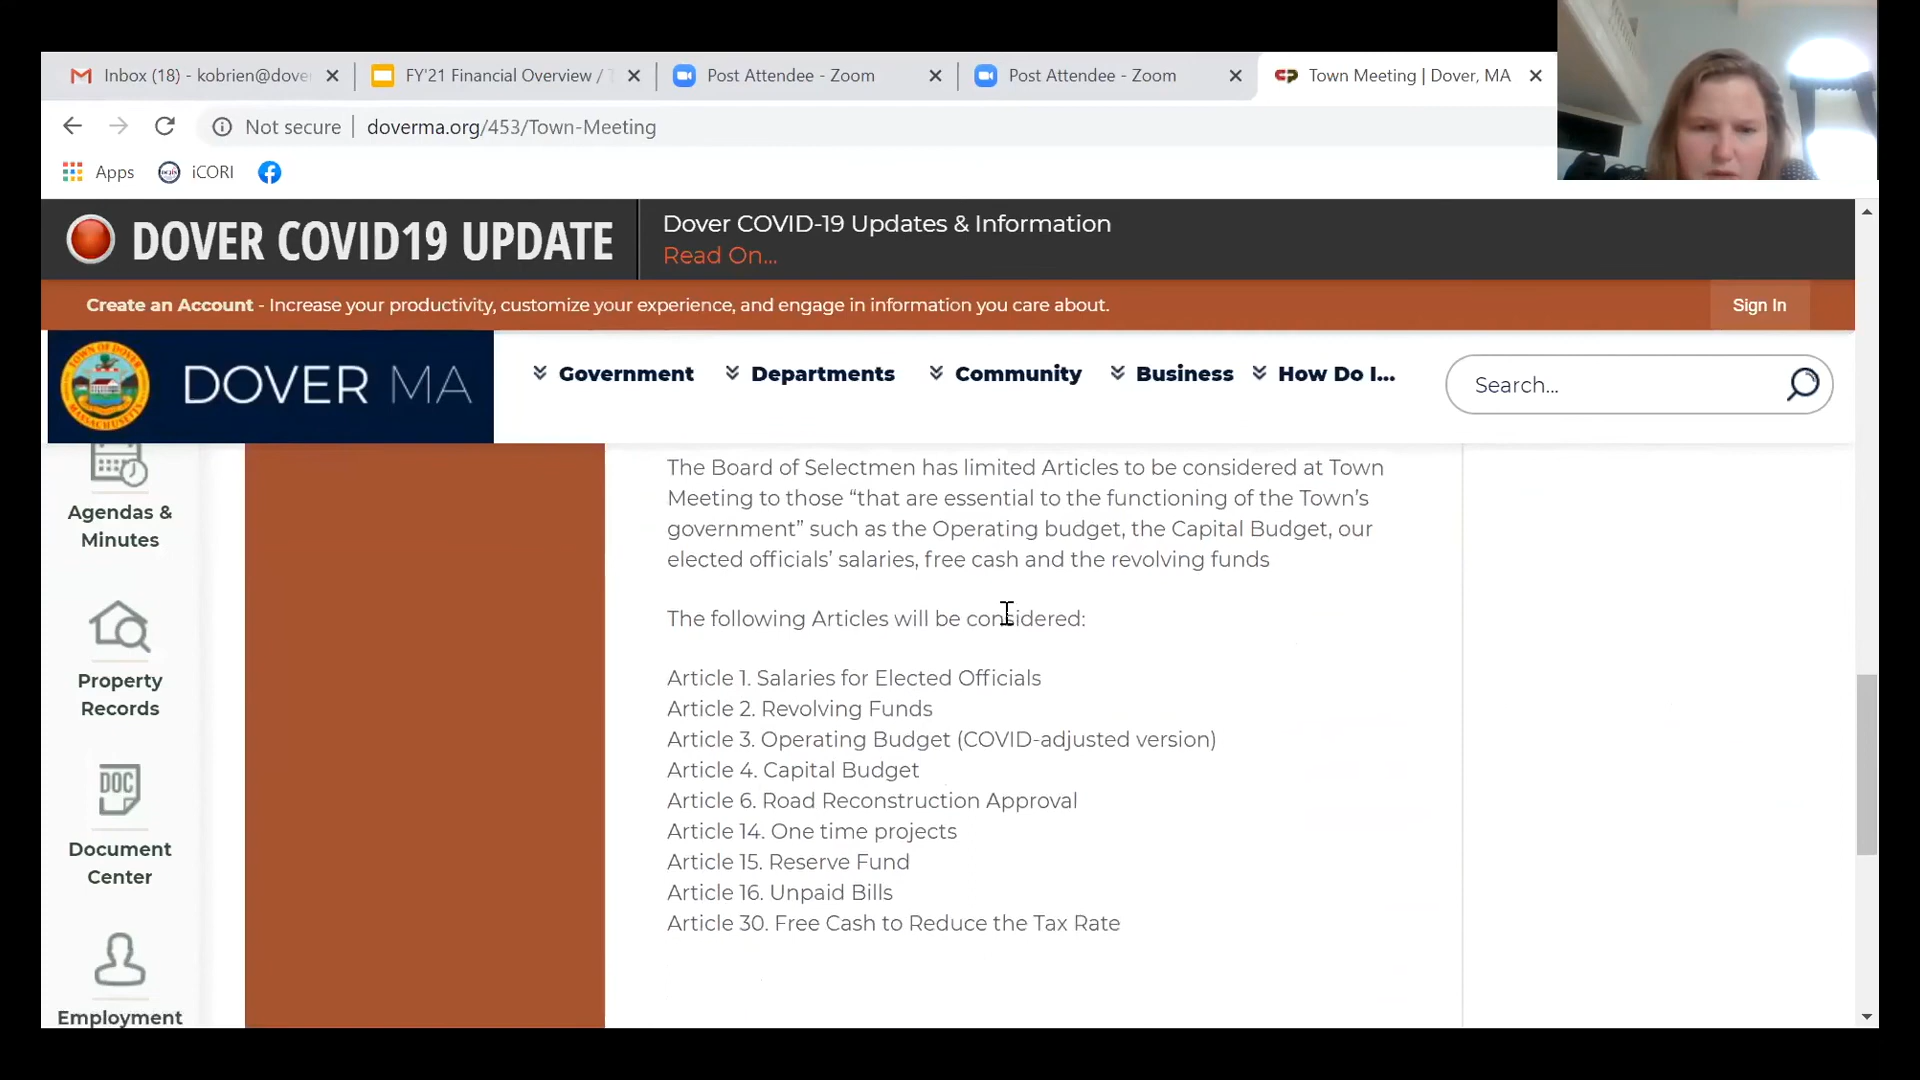 Inbox (18) - kobrien@dove
FY'21 Financial Overview / T
Post Attendee - Zoom
Post Attendee - Zoom
Town Meeting | Dover, MA
Not secure | doverma.org/453/Town-Meeting
Apps
iCORI
DOVER COVID19 UPDATE
Dover COVID-19 Updates & Information
Read On...
Create an Account - Increase your productivity, customize your experience, and engage in information you care about.
Sign In
DOVER MA
Government
Departments
Community
Business
How Do I...
Search...
Agendas &
Minutes
Property
Records
DOC
Document
Center
Employment
The Board of Selectmen has limited Articles to be considered at Town
Meeting to those “that are essential to the functioning of the Town’s
government” such as the Operating budget, the Capital Budget, our
elected officials’ salaries, free cash and the revolving funds
The following Articles will be considered:
Article 1. Salaries for Elected Officials
Article 2. Revolving Funds
Article 3. Operating Budget (COVID-adjusted version)
Article 4. Capital Budget
Article 6. Road Reconstruction Approval
Article 14. One time projects
Article 15. Reserve Fund
Article 16. Unpaid Bills
Article 30. Free Cash to Reduce the Tax Rate